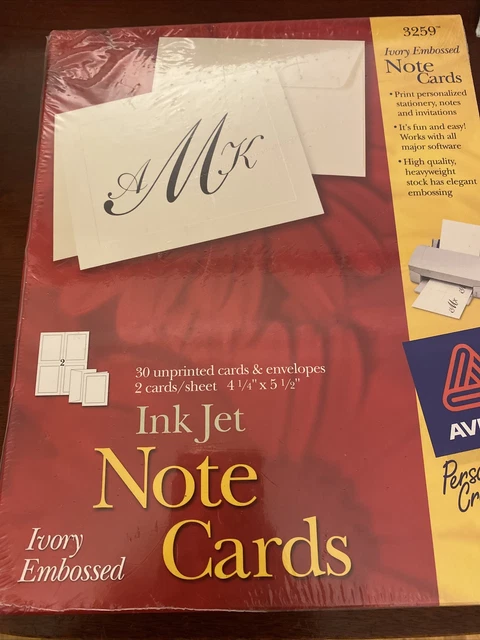 3259™
Ivory Embossed
Note
Cards
• Print personalized
stationery, notes
and invitations
• It's fun and easy!
Works with all
major software
• High quality,
heavyweight
stock has elegant
embossing
AMK
2
30 unprinted cards & envelopes
2 cards/sheet 4 1/4" x 5 1/2"
Ink Jet
Note
Cards
Ivory
Embossed